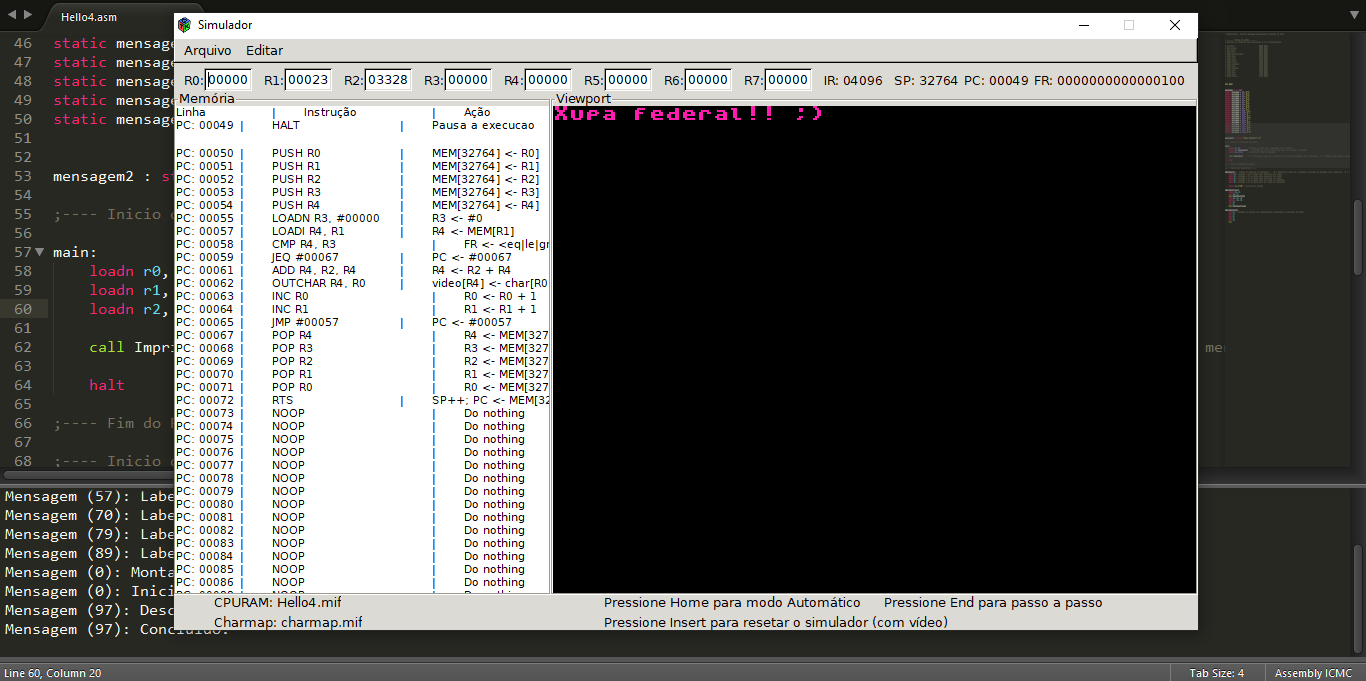 Hello4.asm
46 static mensag
47 static mensag
48 static mensag
49 static mensag
50 static mensag
51
52
53 mensagem2 : st
54
55 ;---- Inicio
56
57 main:
58 loadn r0,
59 loadn r1,
60 loadn r2,
61
62 call Impr
63
64 halt
65
66 ;---- Fim do
67
68 ;---- Inicio
me
Simulador
Arquivo Editar
R0: 00000 R1: 00023 R2: 03328 R3: 00000 R4: 00000 R5: 00000 R6: 00000 R7: 00000 IR: 04096 SP: 32764 PC: 00049 FR: 0000000000000100
Memória
Linha | Instrução | Ação
PC: 00049 | HALT | Pausa a execucao
PC: 00050 | PUSH R0 | MEM[32764] <- R0]
PC: 00051 | PUSH R1 | MEM[32764] <- R1]
PC: 00052 | PUSH R2 | MEM[32764] <- R2]
PC: 00053 | PUSH R3 | MEM[32764] <- R3]
PC: 00054 | PUSH R4 | MEM[32764] <- R4]
PC: 00055 | LOADN R3, #00000 | R3 <- #0
PC: 00057 | LOADI R4, R1 | R4 <- MEM[R1]
PC: 00058 | CMP R4, R3 | FR <- <eq|le|gr
PC: 00059 | JEQ #00067 | PC <- #00067
PC: 00061 | ADD R4, R2, R4 | R4 <- R2 + R4
PC: 00062 | OUTCHAR R4, R0 | video[R4] <- char[R0
PC: 00063 | INC R0 | R0 <- R0 + 1
PC: 00064 | INC R1 | R1 <- R1 + 1
PC: 00065 | JMP #00057 | PC <- #00057
PC: 00067 | POP R4 | R4 <- MEM[327
PC: 00068 | POP R3 | R3 <- MEM[327
PC: 00069 | POP R2 | R2 <- MEM[327
PC: 00070 | POP R1 | R1 <- MEM[327
PC: 00071 | POP R0 | R0 <- MEM[327
PC: 00072 | RTS | SP++; PC <- MEM[32
PC: 00073 | NOOP | Do nothing
PC: 00074 | NOOP | Do nothing
PC: 00075 | NOOP | Do nothing
PC: 00076 | NOOP | Do nothing
PC: 00077 | NOOP | Do nothing
PC: 00078 | NOOP | Do nothing
PC: 00079 | NOOP | Do nothing
PC: 00080 | NOOP | Do nothing
PC: 00081 | NOOP | Do nothing
PC: 00082 | NOOP | Do nothing
PC: 00083 | NOOP | Do nothing
PC: 00084 | NOOP | Do nothing
PC: 00085 | NOOP | Do nothing
PC: 00086 | NOOP | Do nothing
Viewport
Xupa federal!! ;)
CPURAM: Hello4.mif Pressione Home para modo Automático Pressione End para passo a passo
Charmap: charmap.mif Pressione Insert para resetar o simulador (com vídeo)
Mensagem (57): Labe
Mensagem (70): Labe
Mensagem (79): Labe
Mensagem (89): Labe
Mensagem (0): Monta
Mensagem (0): Inici
Mensagem (97): Desc
Mensagem (97): Concluido.
Line 60, Column 20 Tab Size: 4 Assembly ICMC